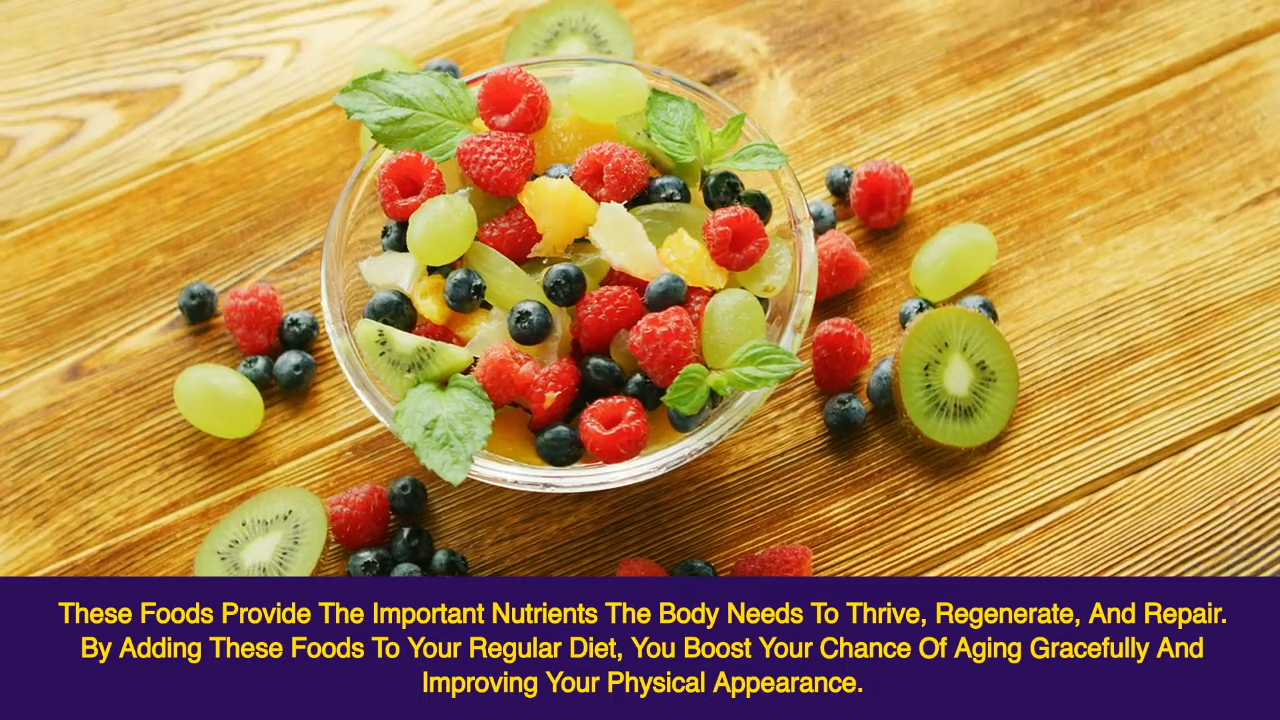 These Foods Provide The Important Nutrients The Body Needs To Thrive, Regenerate, And Repair.
By Adding These Foods To Your Regular Diet, You Boost Your Chance Of Aging Gracefully And
Improving Your Physical Appearance.